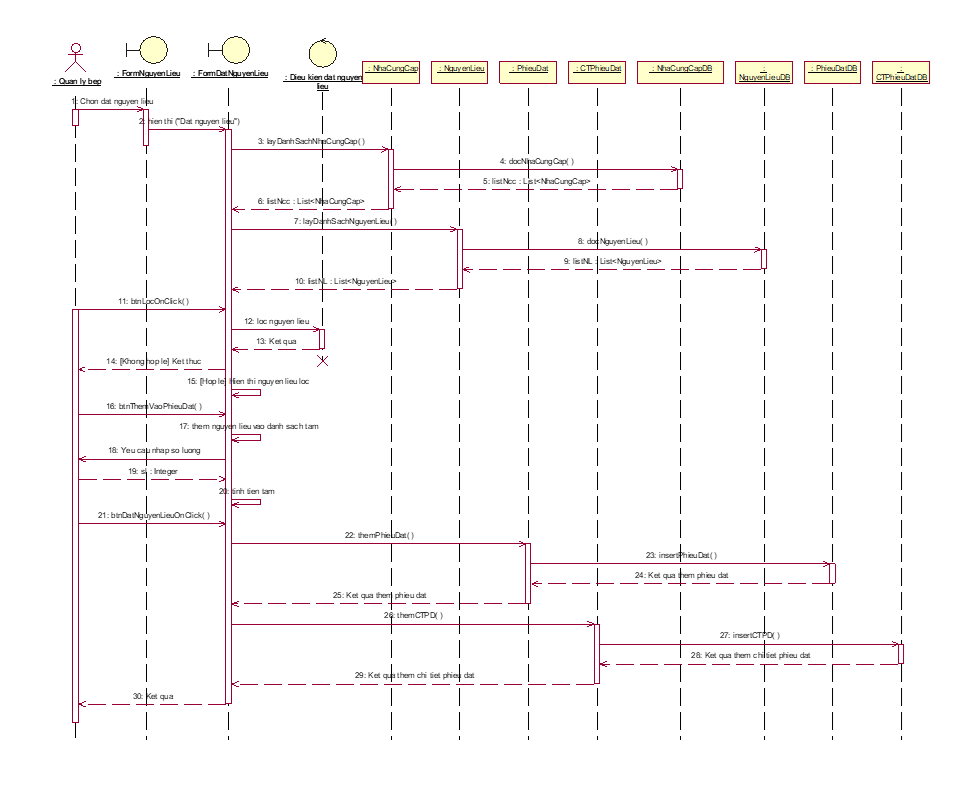 : Quan ly bep
: FormNguyenLieu
: FormDatNguyenLieu
: Dieu kien dat nguyen
lieu
: NhaCungCap
: NguyenLieu
: PhieuDat
: CTPhieuDat
: NhaCungCapDB
:
NguyenLieuDB
: PhieuDatDB
:
CTPhieuDatDB
1: Chon dat nguyen lieu
2: hien thi ("Dat nguyen lieu")
3: layDanhSachNhaCungCap( )
4: docNhaCungCap( )
5: listNcc : List<NhaCungCap>
6: listNcc : List<NhaCungCap>
7: layDanhSachNguyenLieu( )
8: docNguyenLieu( )
9: listNL : List<NguyenLieu>
10: listNL : List<NguyenLieu>
11: btnLocOnClick( )
12: loc nguyen lieu
13: Ket qua
14: [Khong hop le] Ket thuc
15: [Hop le] Hien thi nguyen lieu loc
16: btnThemVaoPhieuDat( )
17: them nguyen lieu vao danh sach tam
18: Yeu cau nhap so luong
19: sl : Integer
20: tinh tien tam
21: btnDatNguyenLieuOnClick( )
22: themPhieuDat( )
23: insertPhieuDat( )
24: Ket qua them phieu dat
25: Ket qua them phieu dat
26: themCTPD( )
27: insertCTPD( )
28: Ket qua them chi tiet phieu dat
29: Ket qua them chi tiet phieu dat
30: Ket qua